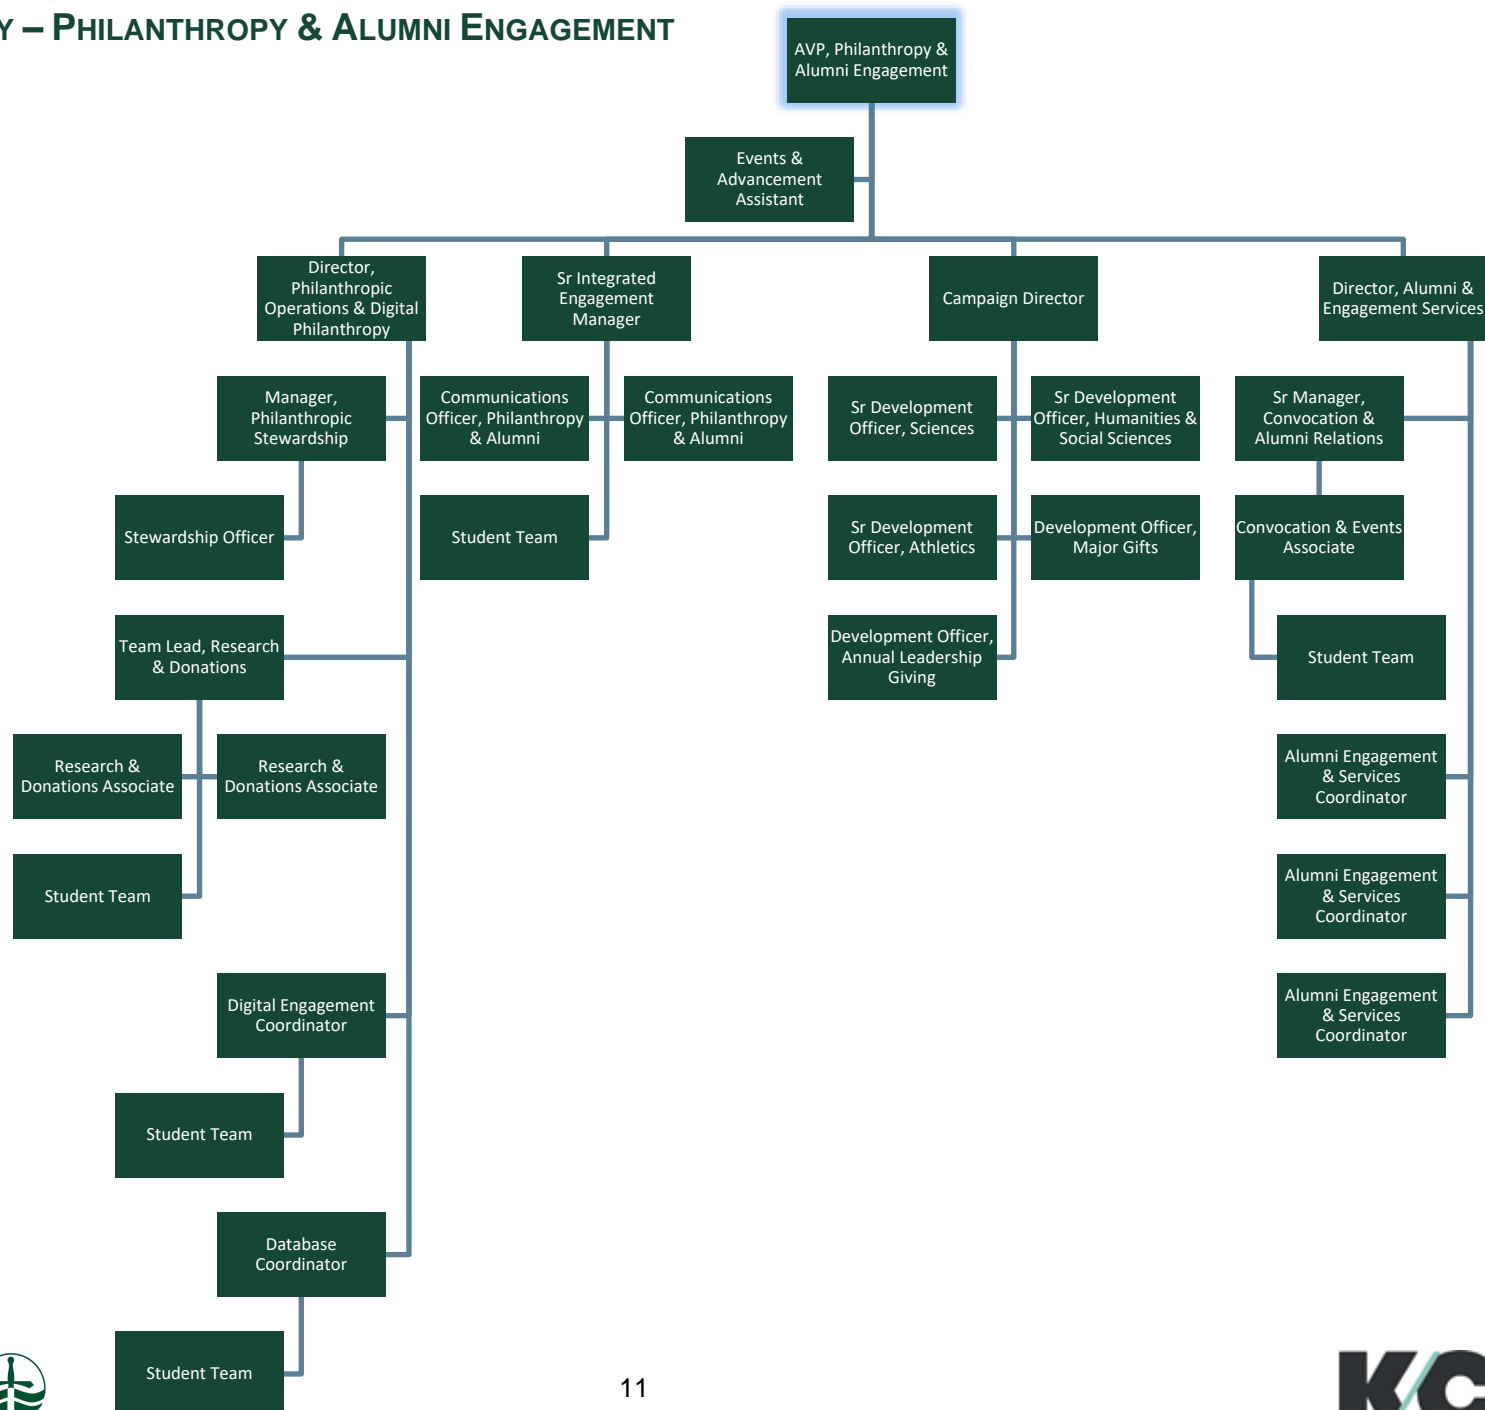 Y – PHILANTHROPY & ALUMNI ENGAGEMENT
AVP, Philanthropy &
Alumni Engagement
Events &
Advancement
Assistant
Director,
Philanthropic
Operations & Digital
Philanthropy
Sr Integrated
Engagement
Manager
Campaign Director
Director, Alumni &
Engagement Services
Manager,
Philanthropic
Stewardship
Communications
Officer, Philanthropy
& Alumni
Communications
Officer, Philanthropy
& Alumni
Sr Development
Officer, Sciences
Sr Development
Officer, Humanities &
Social Sciences
Sr Manager,
Convocation &
Alumni Relations
Stewardship Officer
Student Team
Sr Development
Officer, Athletics
Development Officer,
Major Gifts
Convocation & Events
Associate
Team Lead, Research
& Donations
Development Officer,
Annual Leadership
Giving
Student Team
Research &
Donations Associate
Research &
Donations Associate
Alumni Engagement
& Services
Coordinator
Student Team
Alumni Engagement
& Services
Coordinator
Digital Engagement
Coordinator
Alumni Engagement
& Services
Coordinator
Student Team
Database
Coordinator
Student Team
11
K/C